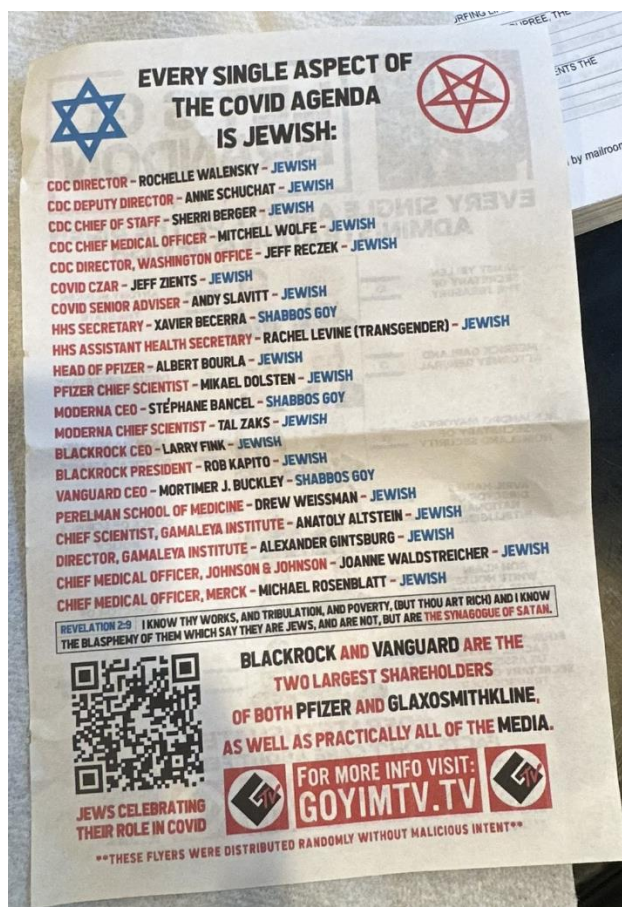 UPREE, THE
NTS THE
by mailroom
EVERY SINGLE ASPECT OF
THE COVID AGENDA
IS JEWISH:
CDC DIRECTOR – ROCHELLE WALENSKY – JEWISH
CDC DEPUTY DIRECTOR – ANNE SCHUCHAT – JEWISH
CDC CHIEF OF STAFF – SHERRI BERGER – JEWISH
CDC CHIEF MEDICAL OFFICER – MITCHELL WOLFE – JEWISH
CDC DIRECTOR, WASHINGTON OFFICE – JEFF RECZEK – JEWISH
COVID CZAR – JEFF ZIENTS – JEWISH
COVID SENIOR ADVISER – ANDY SLAVITT – JEWISH
HHS SECRETARY – XAVIER BECERRA – SHABBOS GOY
HHS ASSISTANT HEALTH SECRETARY – RACHEL LEVINE (TRANSGENDER) – JEWISH
HEAD OF PFIZER – ALBERT BOURLA – JEWISH
PFIZER CHIEF SCIENTIST – MIKAEL DOLSTEN – JEWISH
MODERNA CEO – STÉPHANE BANCEL – SHABBOS GOY
MODERNA CHIEF SCIENTIST – TAL ZAKS – JEWISH
BLACKROCK CEO – LARRY FINK – JEWISH
BLACKROCK PRESIDENT – ROB KAPITO – JEWISH
VANGUARD CEO – MORTIMER J. BUCKLEY – SHABBOS GOY
PERELMAN SCHOOL OF MEDICINE – DREW WEISSMAN – JEWISH
CHIEF SCIENTIST, GAMALEYA INSTITUTE – ANATOLY ALTSTEIN – JEWISH
DIRECTOR, GAMALEYA INSTITUTE – ALEXANDER GINTSBURG – JEWISH
CHIEF MEDICAL OFFICER, JOHNSON & JOHNSON – JOANNE WALDSTREICHER – JEWISH
CHIEF MEDICAL OFFICER, MERCK – MICHAEL ROSENBLATT – JEWISH
REVELATION 2:9 | I KNOW THY WORKS, AND TRIBULATION, AND POVERTY, (BUT THOU ART RICH) AND I KNOW
THE BLASPHEMY OF THEM WHICH SAY THEY ARE JEWS, AND ARE NOT, BUT ARE THE SYNAGOGUE OF SATAN.
BLACKROCK AND VANGUARD ARE THE
TWO LARGEST SHAREHOLDERS
OF BOTH PFIZER AND GLAXOSMITHKLINE,
AS WELL AS PRACTICALLY ALL OF THE MEDIA.
JEWS CELEBRATING
THEIR ROLE IN COVID
FOR MORE INFO VISIT:
GOYIMTV.TV
**THESE FLYERS WERE DISTRIBUTED RANDOMLY WITHOUT MALICIOUS INTENT**